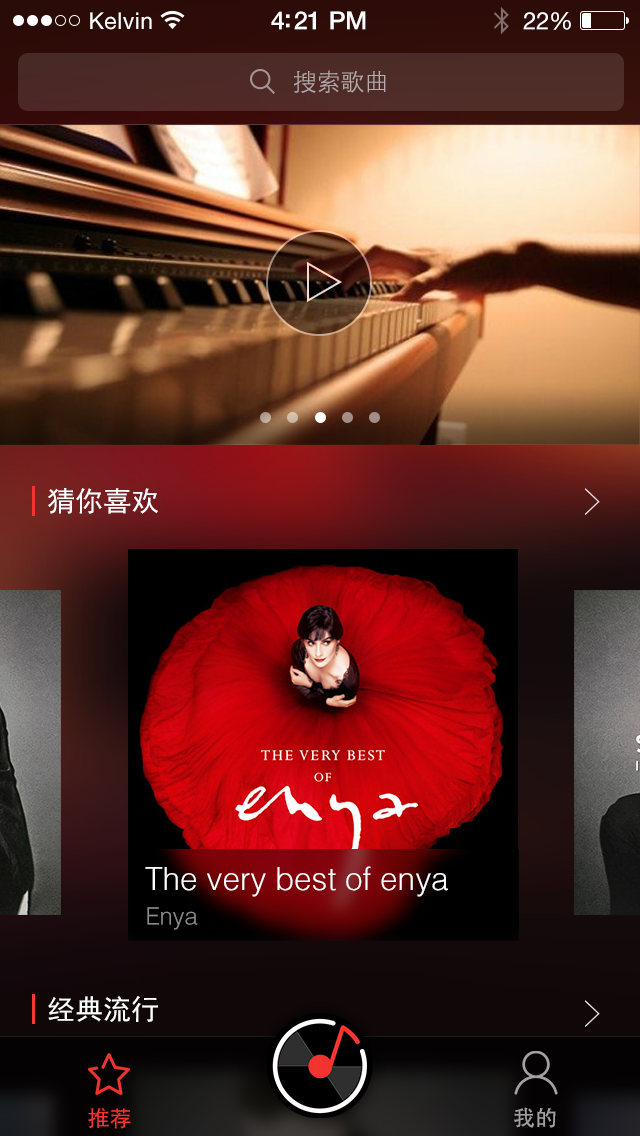 Kelvin 4:21 PM 22%
搜索歌曲
猜你喜欢
THE VERY BEST
OF
enya
The very best of enya
Enya
经典流行
推荐 我的